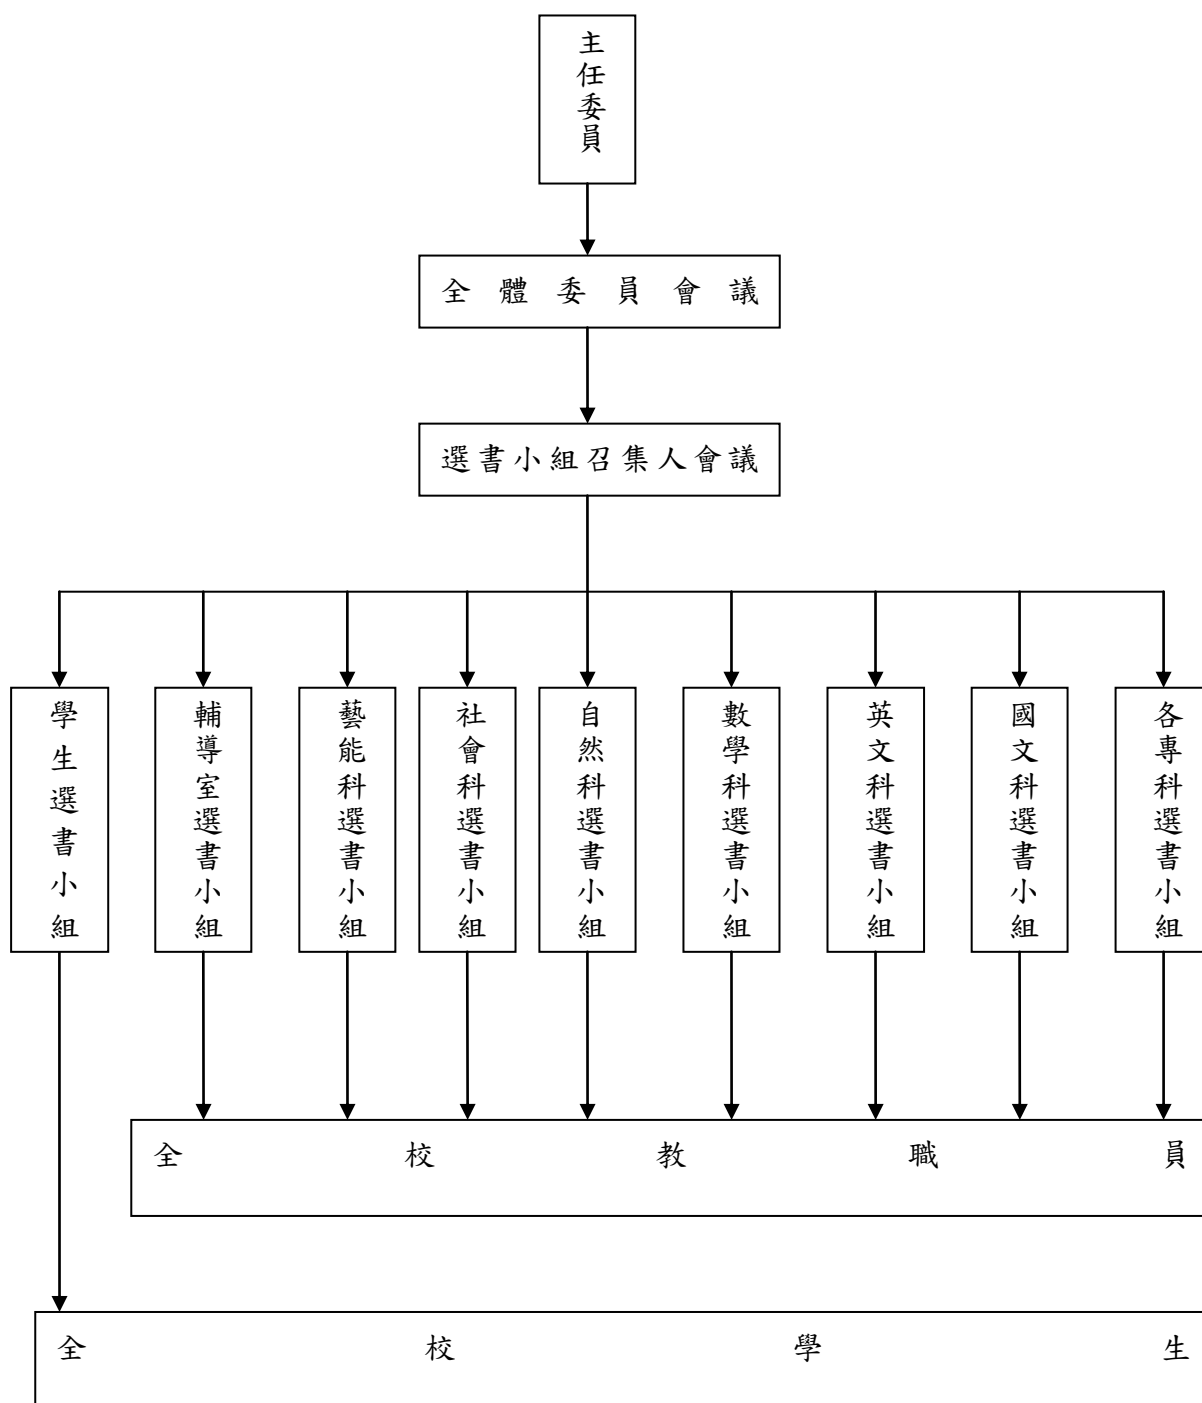 主任委員
全體委員會議
選書小組召集人會議
學生選書小組
輔導室選書小組
藝能科選書小組
社會科選書小組
自然科選書小組
數學科選書小組
英文科選書小組
國文科選書小組
各專科選書小組
全校教職員
全校學生